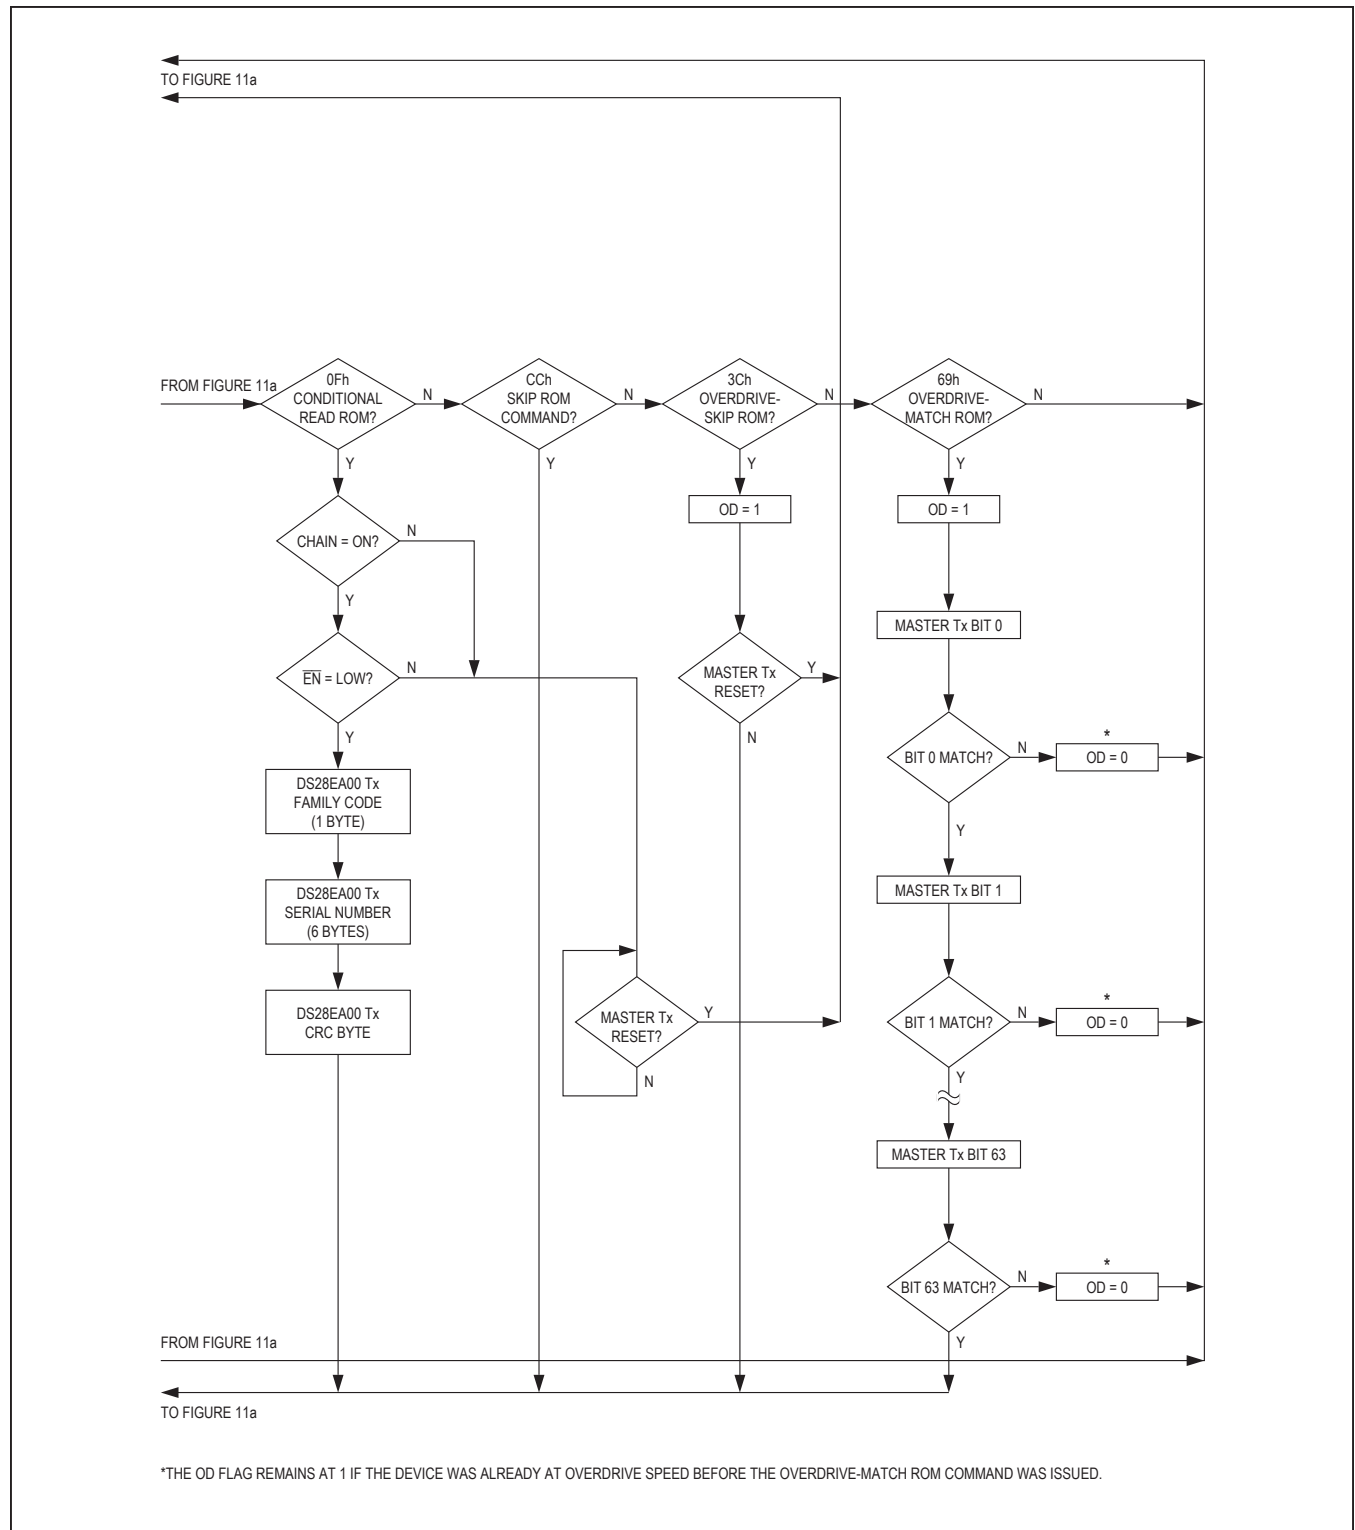 TO FIGURE 11a
FROM FIGURE 11a
0Fh
CONDITIONAL
READ ROM?
N
CCh
SKIP ROM
COMMAND?
N
3Ch
OVERDRIVE-
SKIP ROM?
N
69h
OVERDRIVE-
MATCH ROM?
N
Y
Y
Y
Y
CHAIN = ON?
N
OD = 1
OD = 1
Y
MASTER Tx BIT 0
EN = LOW?
N
MASTER Tx
RESET?
Y
Y
N
BIT 0 MATCH?
N
*
OD = 0
DS28EA00 Tx
FAMILY CODE
(1 BYTE)
Y
DS28EA00 Tx
SERIAL NUMBER
(6 BYTES)
MASTER Tx BIT 1
DS28EA00 Tx
CRC BYTE
MASTER Tx
RESET?
Y
N
BIT 1 MATCH?
N
*
OD = 0
Y
MASTER Tx BIT 63
BIT 63 MATCH?
N
*
OD = 0
Y
FROM FIGURE 11a
TO FIGURE 11a
*THE OD FLAG REMAINS AT 1 IF THE DEVICE WAS ALREADY AT OVERDRIVE SPEED BEFORE THE OVERDRIVE-MATCH ROM COMMAND WAS ISSUED.